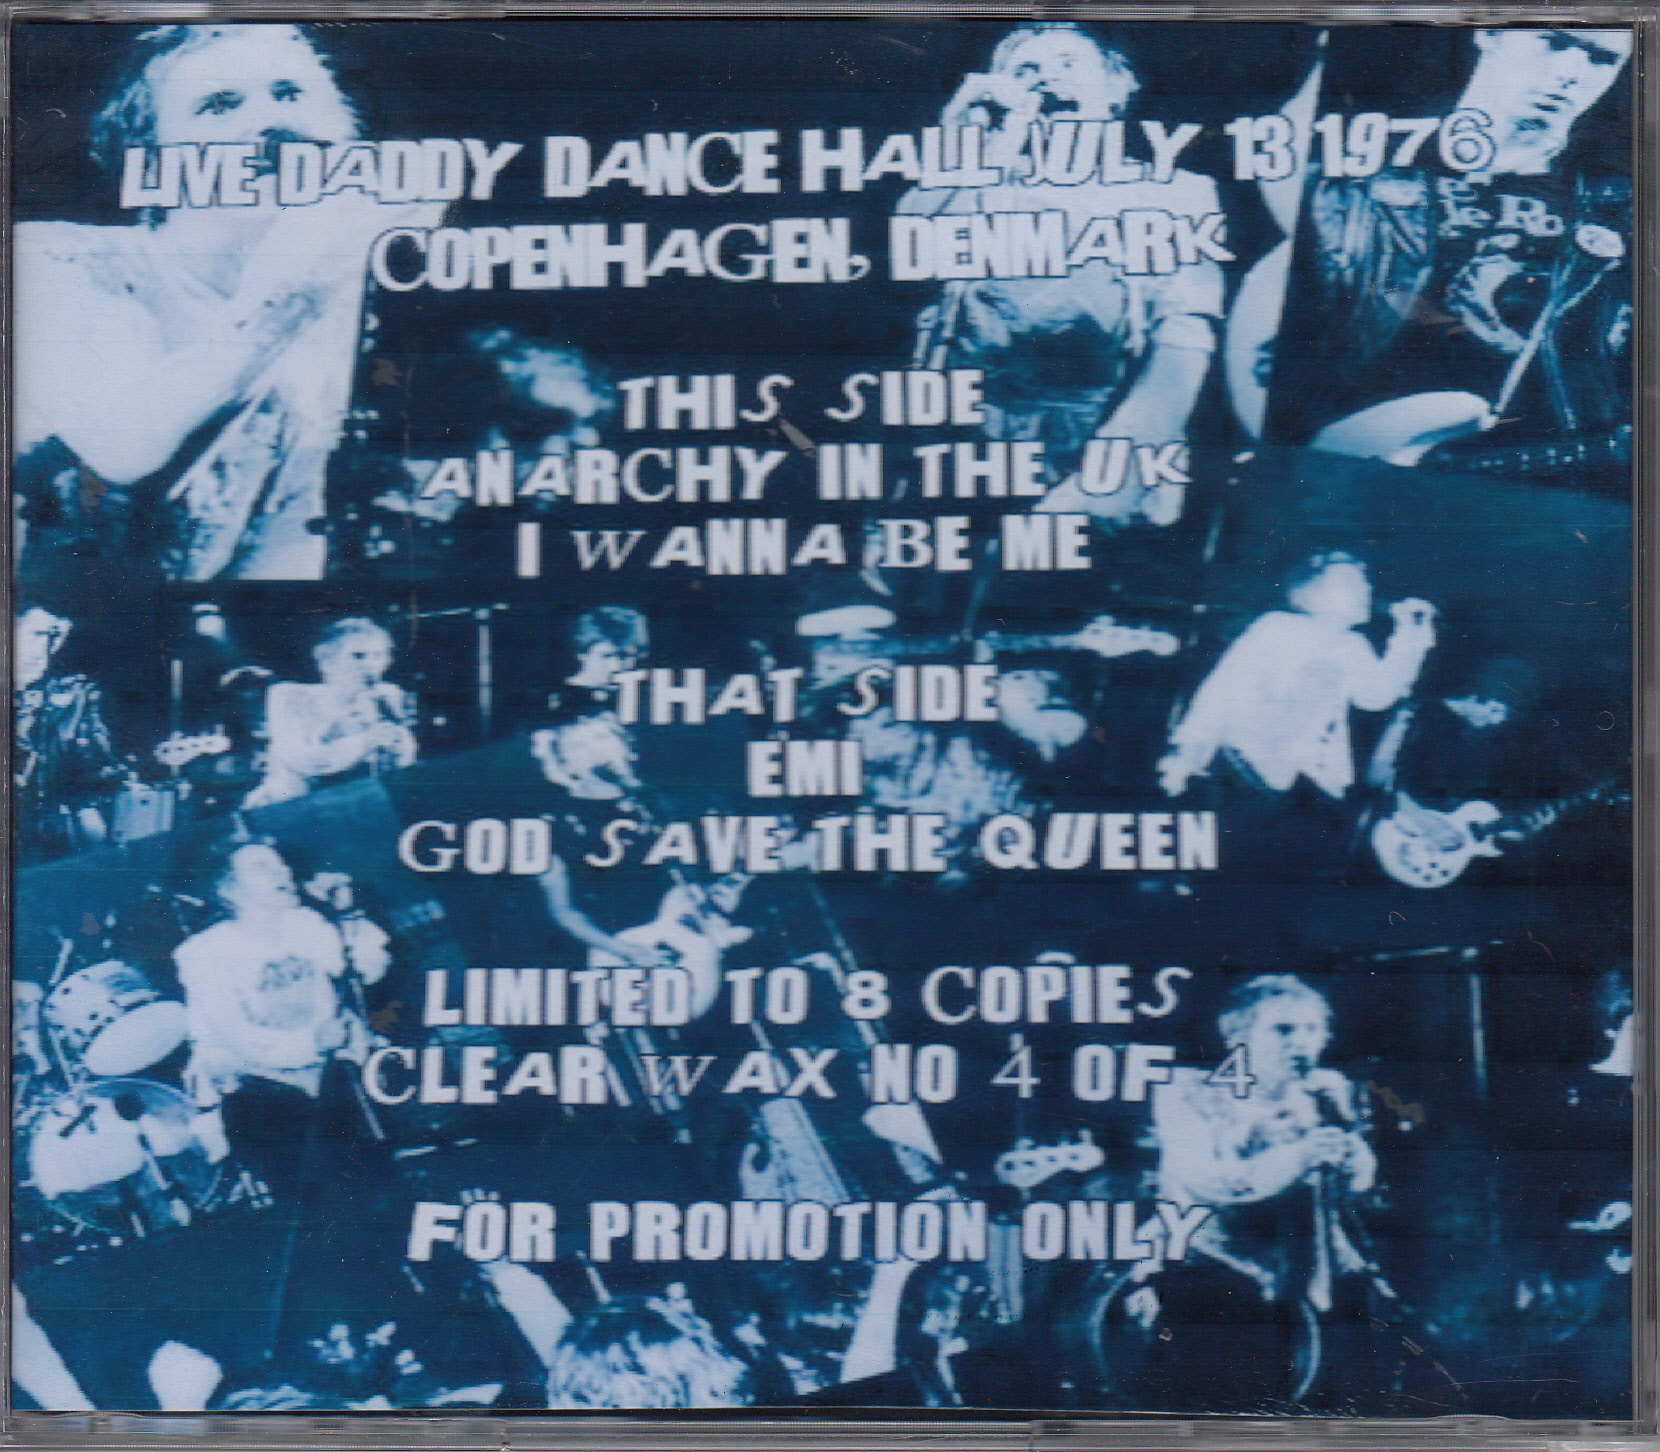 LIVE DADDY DANCE HALL JULY 13 1976
COPENHAGEN, DENMARK
THIS SIDE
ANARCHY IN THE UK
I WANNA BE ME
THAT SIDE
EMI
GOD SAVE THE QUEEN
LIMITED TO 8 COPIES
CLEAR WAX NO 4 OF 4
FOR PROMOTION ONLY